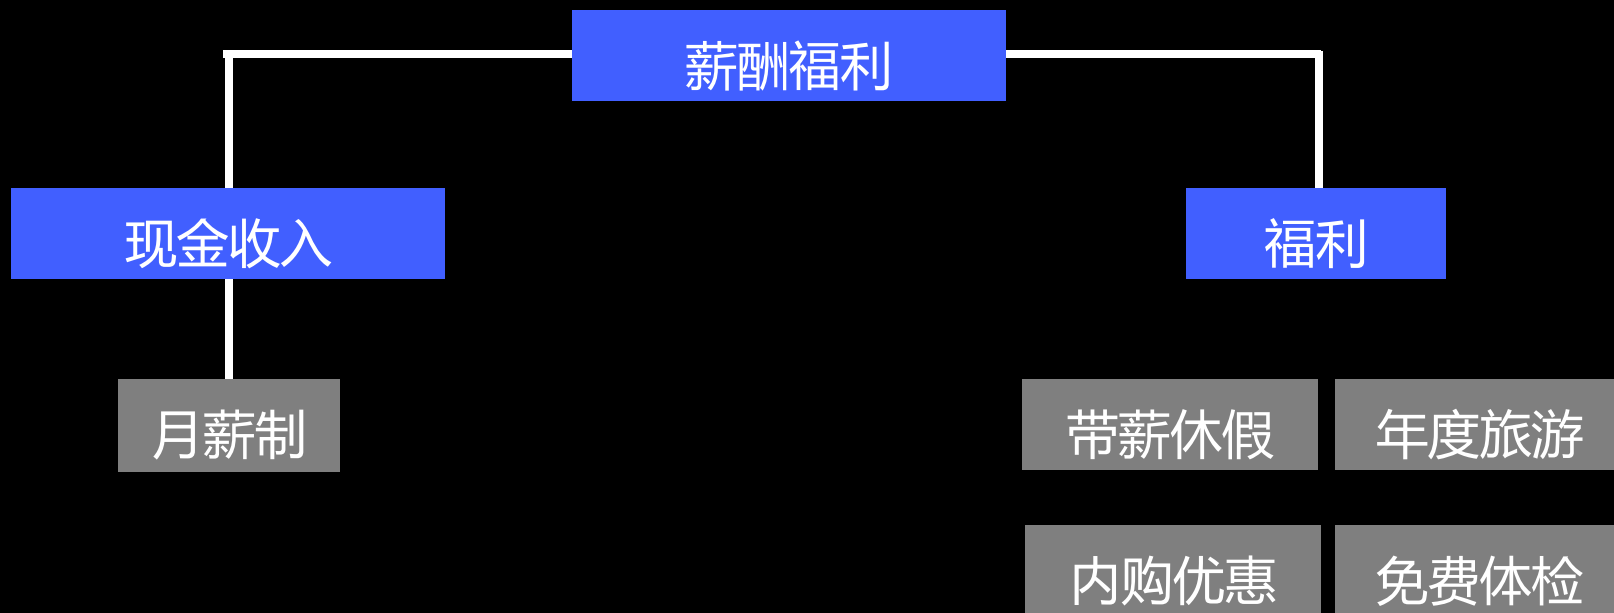 薪酬福利
现金收入
福利
月薪制
带薪休假
年度旅游
内购优惠
免费体检